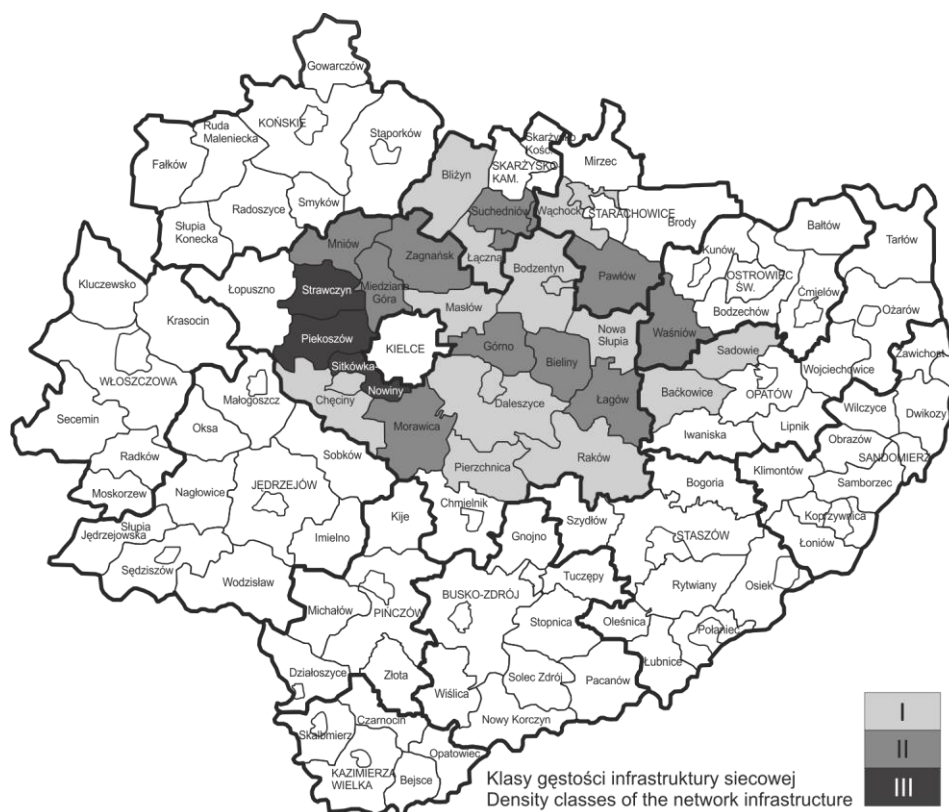 Gowarczów
Ruda
Maleniecka
KOŃSKIE
Stąporków
Fałków
Radoszyce
Smyków
Słupia
Konecka
Bliżyn
SKARŻYSKO
KAM.
Skarżysko
Kość.
Mirzec
Suchedniów
Wąchock
STARACHOWICE
Brody
Bałtów
Tarłów
Mniów
Zagnańsk
Łączna
Bodzentyn
Pawłów
Kunów
OSTROWIEC
ŚW.
Ćmielów
Bodzechów
Ożarów
Kluczewsko
Łopuszno
Strawczyn
Miedziana
Góra
Masłów
Krasocin
Piekoszów
KIELCE
Górno
Bieliny
Nowa
Słupia
Waśniów
Sadowie
Wojciechowice
Zawichost
Sitkówka
Nowiny
WŁOSZCZOWA
Małogoszcz
Chęciny
Morawica
Daleszyce
Łagów
Baćkowice
OPATÓW
Wilczyce
Dwikozy
Secemin
Oksa
Iwaniska
Lipnik
Obrazów
SANDOMIERZ
Radków
Sobków
Pierzchnica
Raków
Klimontów
Samborzec
Moskorzew
Nagłowice
JĘDRZEJÓW
Chmielnik
Bogoria
Koprzywnica
Słupia
Jędrzejowska
Imielno
Kije
Gnojno
Szydłów
STASZÓW
Łoniów
Sędziszów
Wodzisław
Michałów
PIŃCZÓW
BUSKO-ZDRÓJ
Tuczępy
Rytwiany
Osiek
Stopnica
Oleśnica
Połaniec
Działoszyce
Złota
Wiślica
Solec Zdrój
Pacanów
Łubnice
Nowy Korczyn
Czarnocin
Skalbmierz
Opatowiec
KAZIMIERZA
WIELKA
Bejsce
I
II
III
Klasy gęstości infrastruktury siecowej
Density classes of the network infrastructure